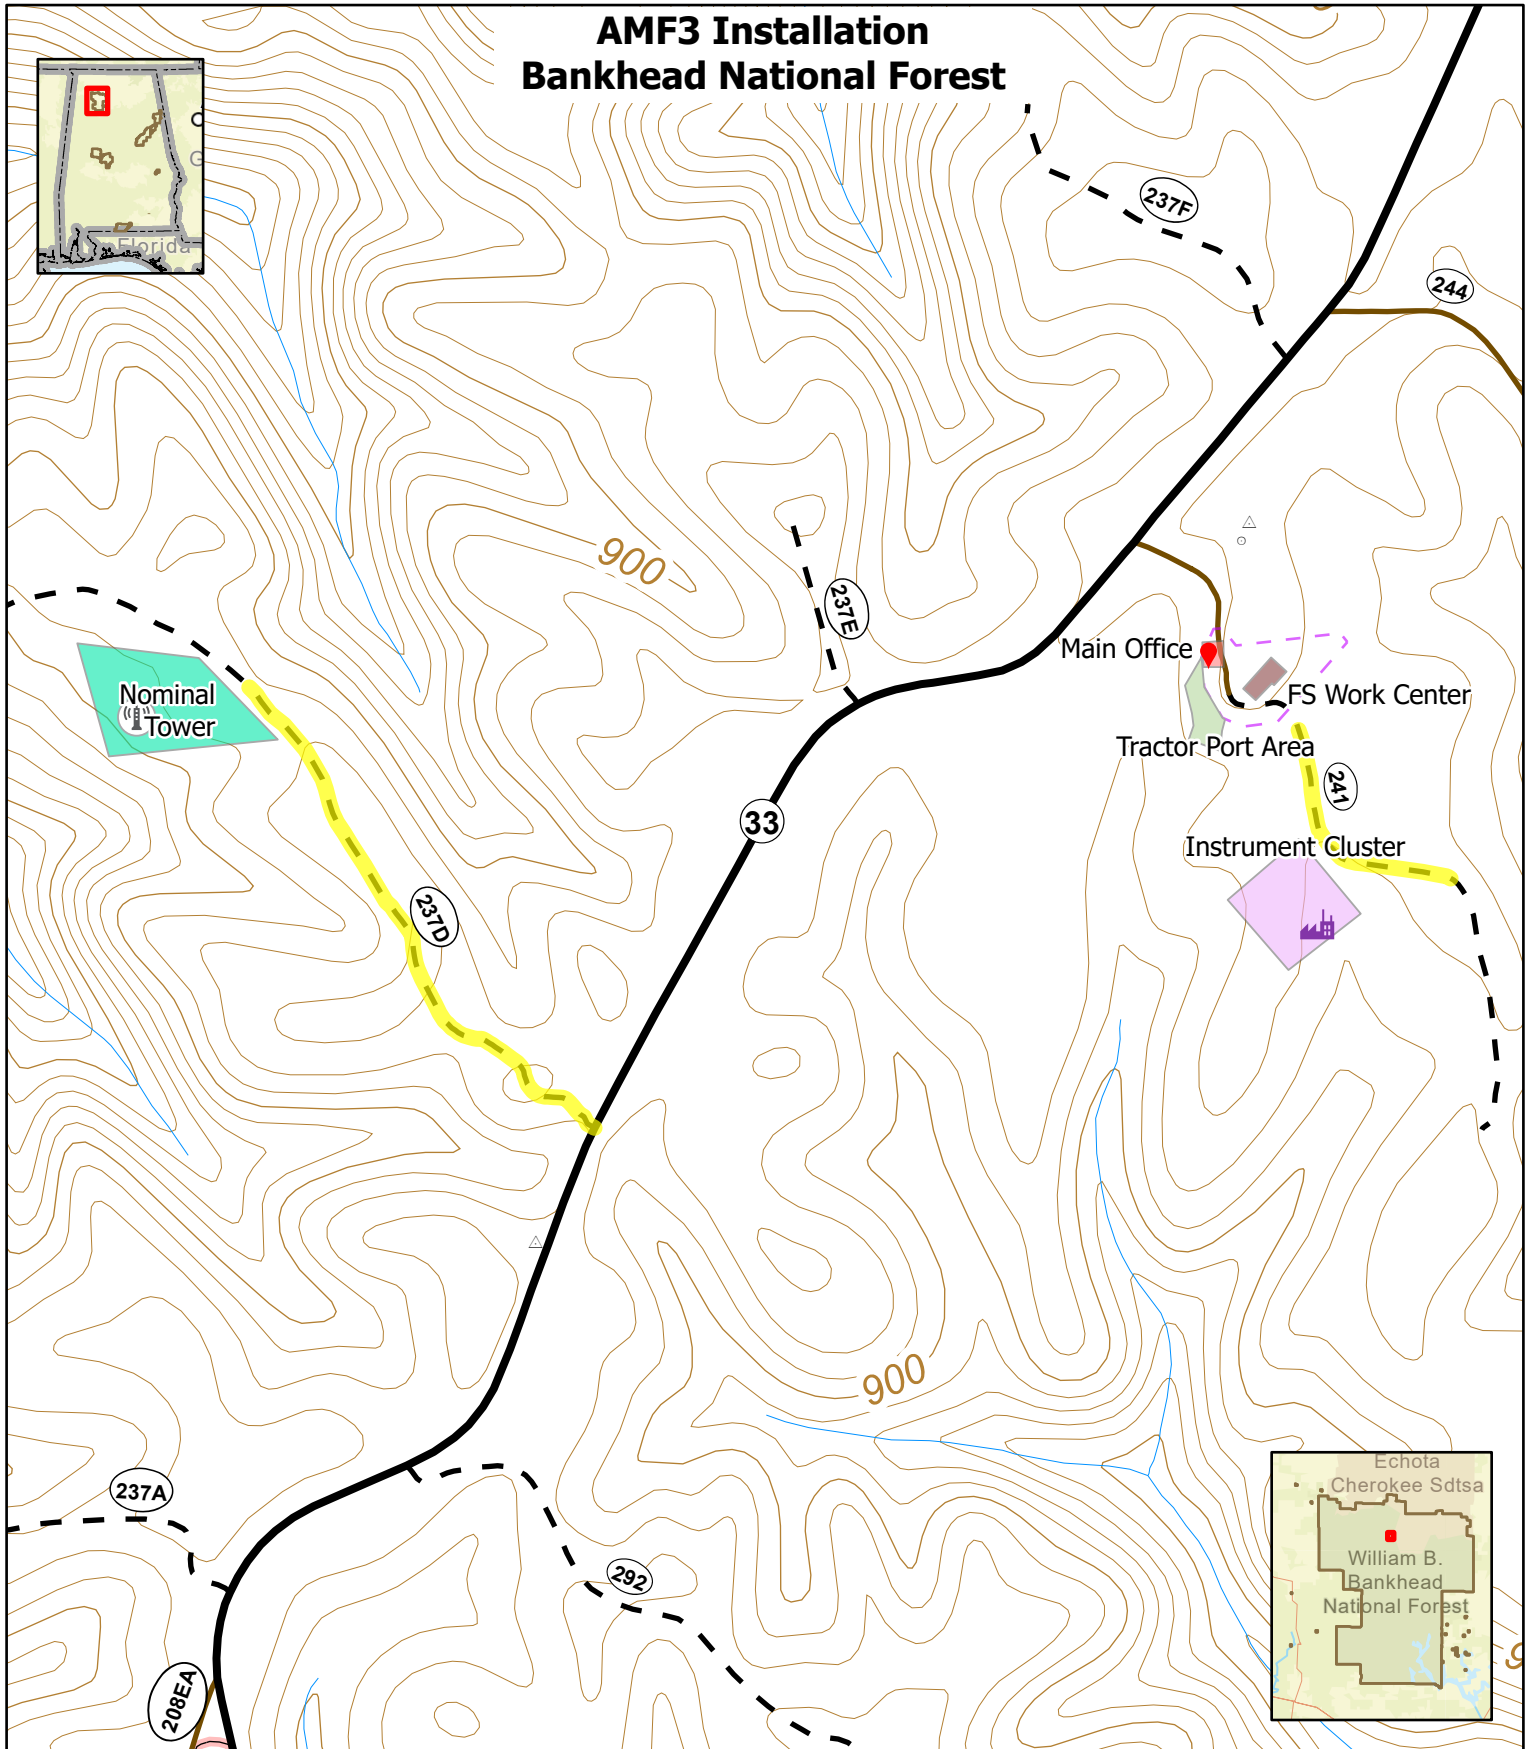 AMF3 Installation
Bankhead National Forest
Florida
237F
244
900
237E
Main Office
FS Work Center
Nominal
Tower
Tractor Port Area
241
33
Instrument Cluster
237D
900
Echota
Cherokee Sdtsa
237A
William B.
Bankhead
National Forest
292
208EA